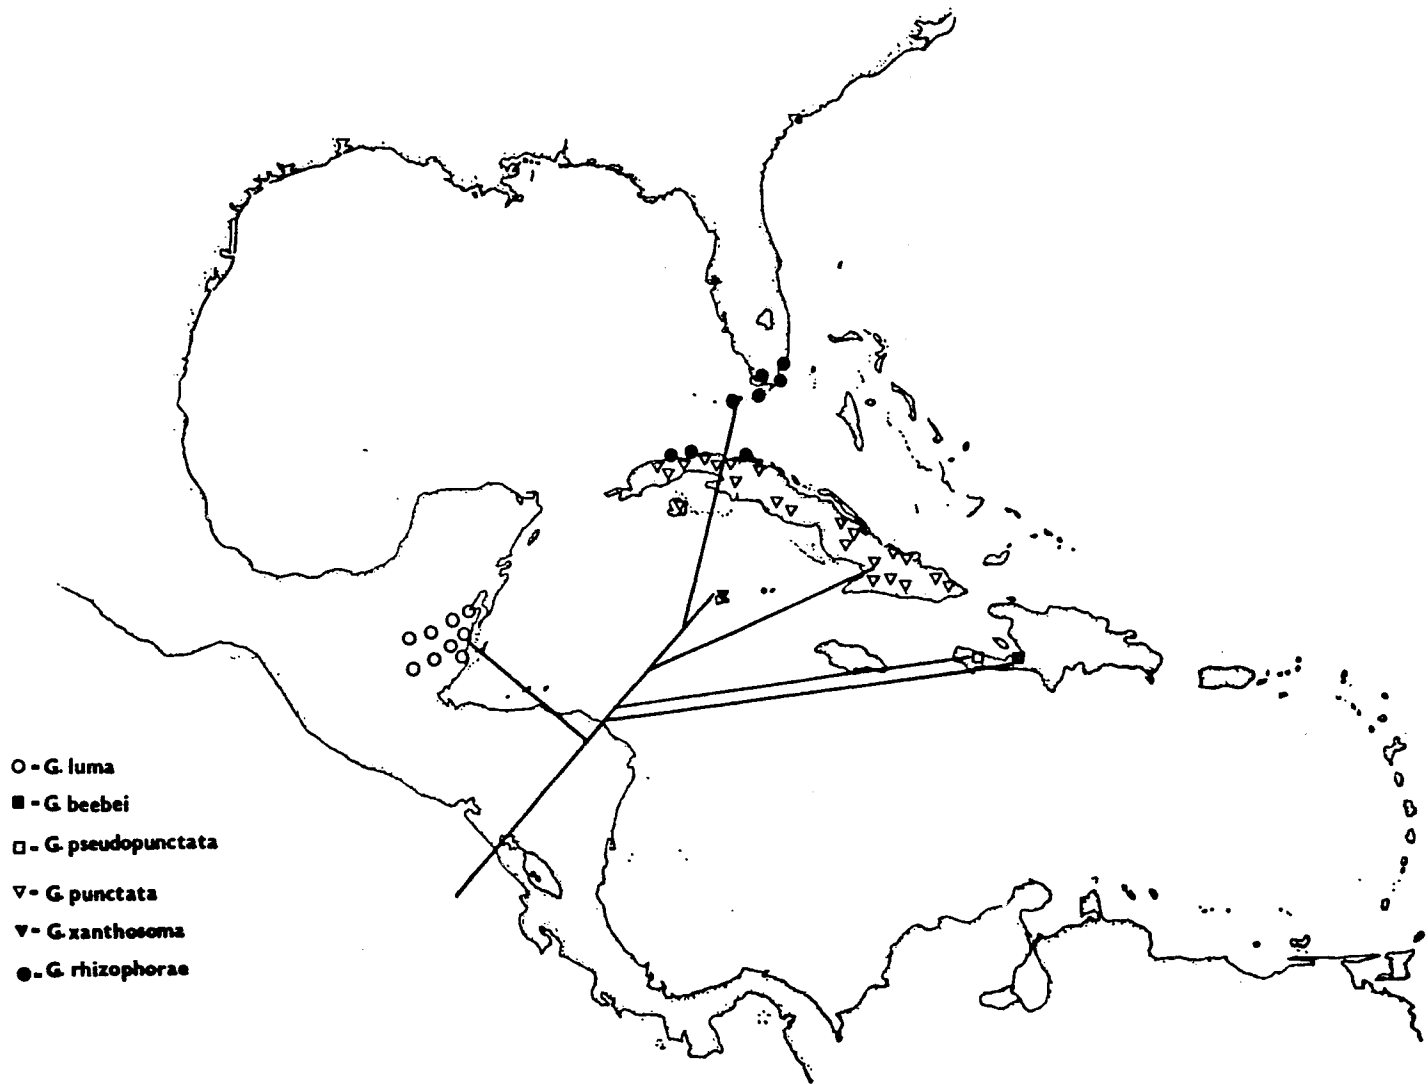 ○ - G. luma
■ - G. beebei
□ - G. pseudopunctata
▽ - G. punctata
▼ - G. xanthosoma
● - G. rhizophorae